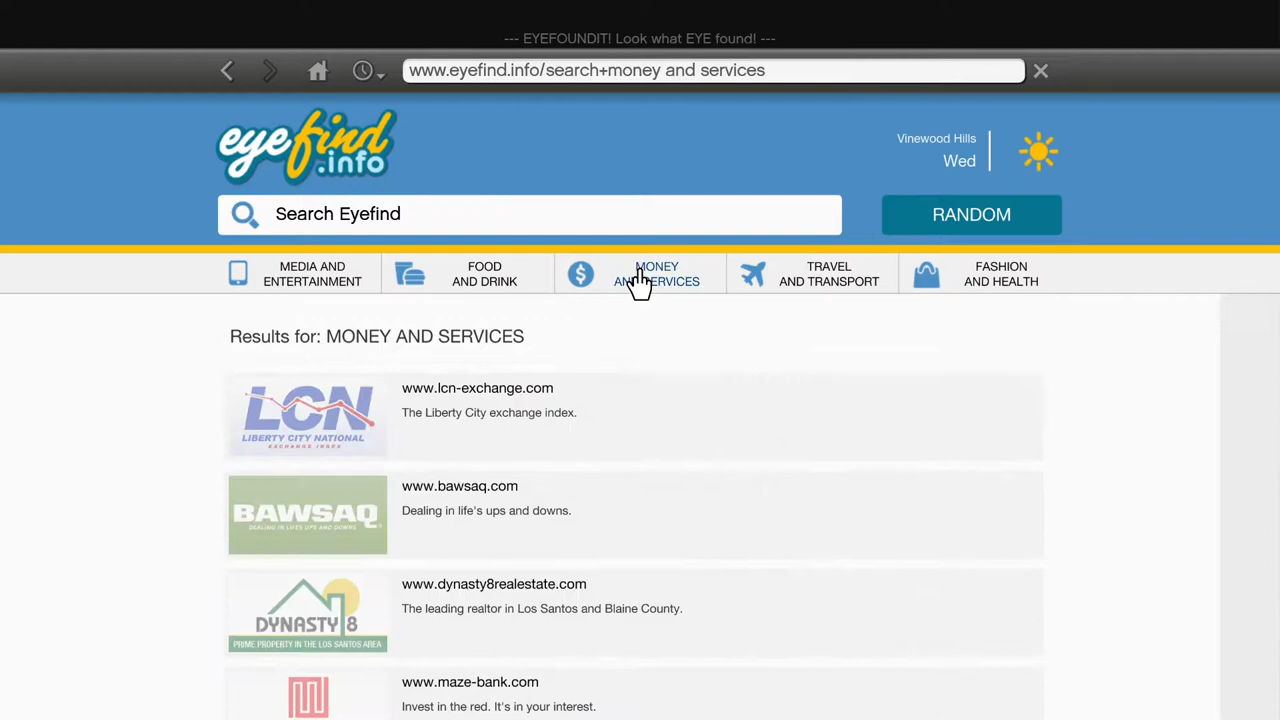 --- EYEFOUNDIT! Look what EYE found! ---
www.eyefind.info/search+money and services
eyefind
.info
Vinewood Hills
Wed
Search Eyefind
RANDOM
MEDIA AND
ENTERTAINMENT
FOOD
AND DRINK
MONEY
AND SERVICES
TRAVEL
AND TRANSPORT
FASHION
AND HEALTH
Results for: MONEY AND SERVICES
LCN
LIBERTY CITY NATIONAL
EXCHANGE INDEX
www.lcn-exchange.com
The Liberty City exchange index.
BAWSAQ
DEALING IN LIFE'S UPS AND DOWNS
www.bawsaq.com
Dealing in life's ups and downs.
DYNASTY 8
PRIME PROPERTY IN THE LOS SANTOS AREA
www.dynasty8realestate.com
The leading realtor in Los Santos and Blaine County.
www.maze-bank.com
Invest in the red. It's in your interest.